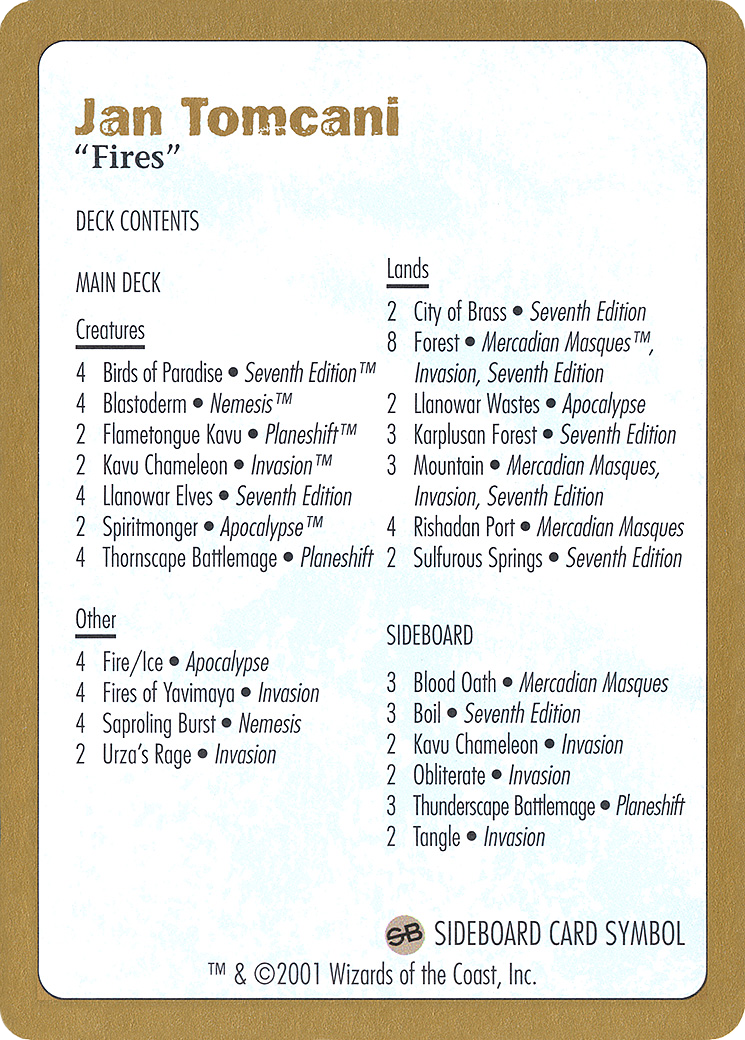 Jan Tomcani
“Fires”
DECK CONTENTS
MAIN DECK
Creatures
4 Birds of Paradise • Seventh Edition™
4 Blastoderm • Nemesis™
2 Flametongue Kavu • Planeshift™
2 Kavu Chameleon • Invasion™
4 Llanowar Elves • Seventh Edition
2 Spiritmonger • Apocalypse™
4 Thornscape Battlemage • Planeshift
Other
4 Fire/Ice • Apocalypse
4 Fires of Yavimaya • Invasion
4 Saproling Burst • Nemesis
2 Urza’s Rage • Invasion
Lands
2 City of Brass • Seventh Edition
8 Forest • Mercadian Masques™,
Invasion, Seventh Edition
2 Llanowar Wastes • Apocalypse
3 Karplusan Forest • Seventh Edition
3 Mountain • Mercadian Masques,
Invasion, Seventh Edition
4 Rishadan Port • Mercadian Masques
2 Sulfurous Springs • Seventh Edition
SIDEBOARD
3 Blood Oath • Mercadian Masques
3 Boil • Seventh Edition
2 Kavu Chameleon • Invasion
2 Obliterate • Invasion
3 Thunderscape Battlemage • Planeshift
2 Tangle • Invasion
SB SIDEBOARD CARD SYMBOL
™ & ©2001 Wizards of the Coast, Inc.